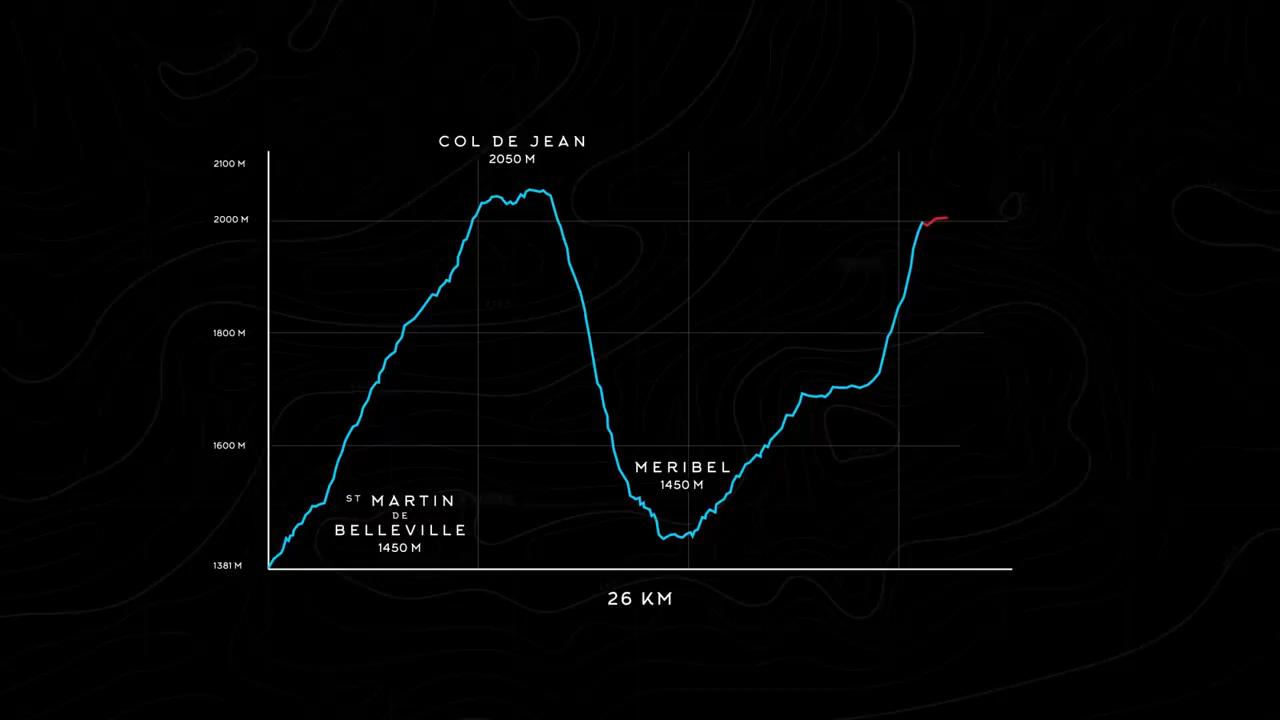 COL DE JEAN
2050 M
2100 M
2000 M
1800 M
1600 M
MERIBEL
1450 M
ST MARTIN
DE
BELLEVILLE
1450 M
1381 M
26 KM